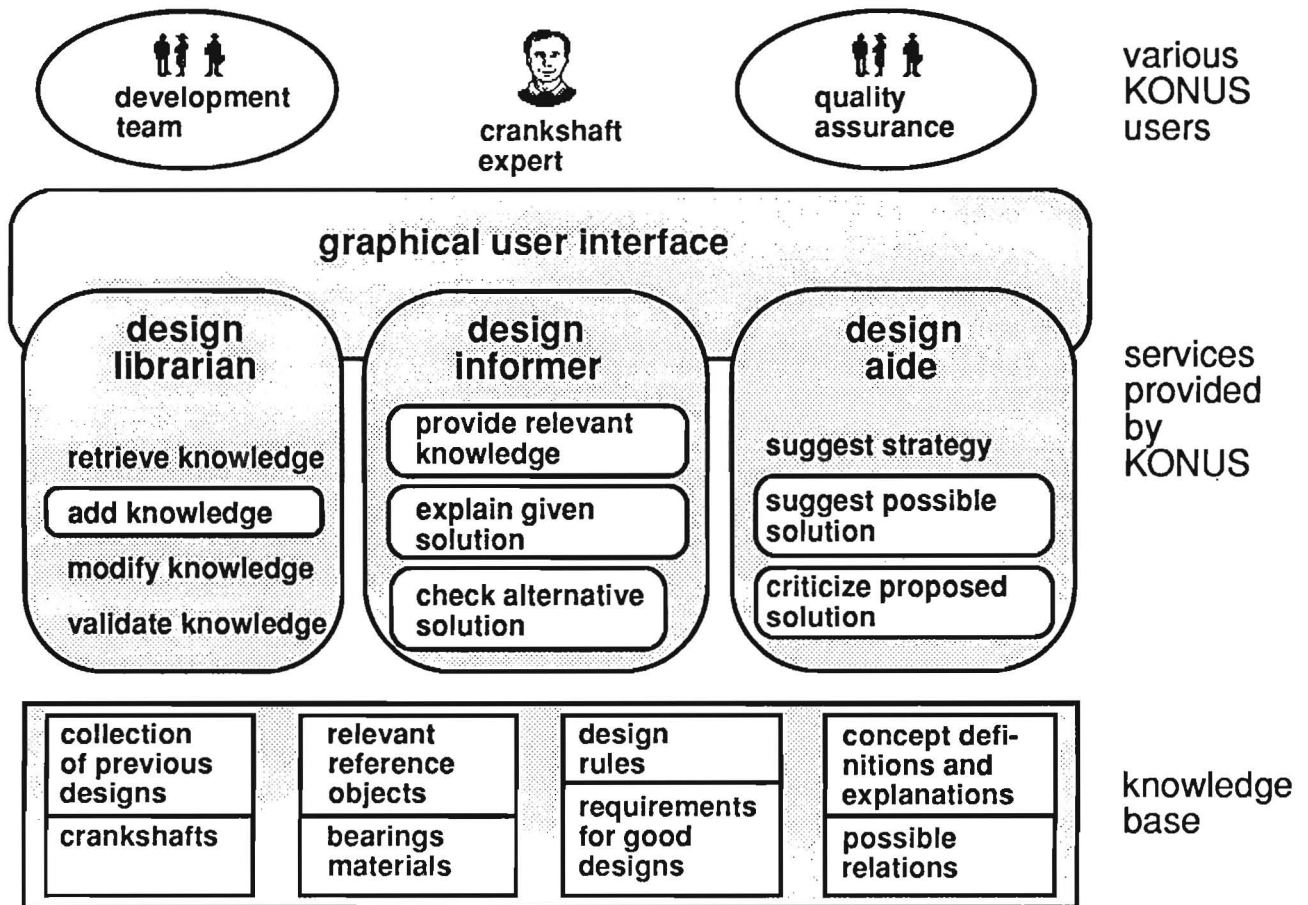 development
team
crankshaft
expert
quality
assurance
various
KONUS
users
graphical user interface
design
librarian
retrieve knowledge
add knowledge
modify knowledge
validate knowledge
design
informer
provide relevant
knowledge
explain given
solution
check alternative
solution
design
aide
suggest strategy
suggest possible
solution
criticize proposed
solution
services
provided
by
KONUS
collection
of previous
designs
crankshafts
relevant
reference
objects
bearings
materials
design
rules
requirements
for good
designs
concept defi-
nitions and
explanations
possible
relations
knowledge
base